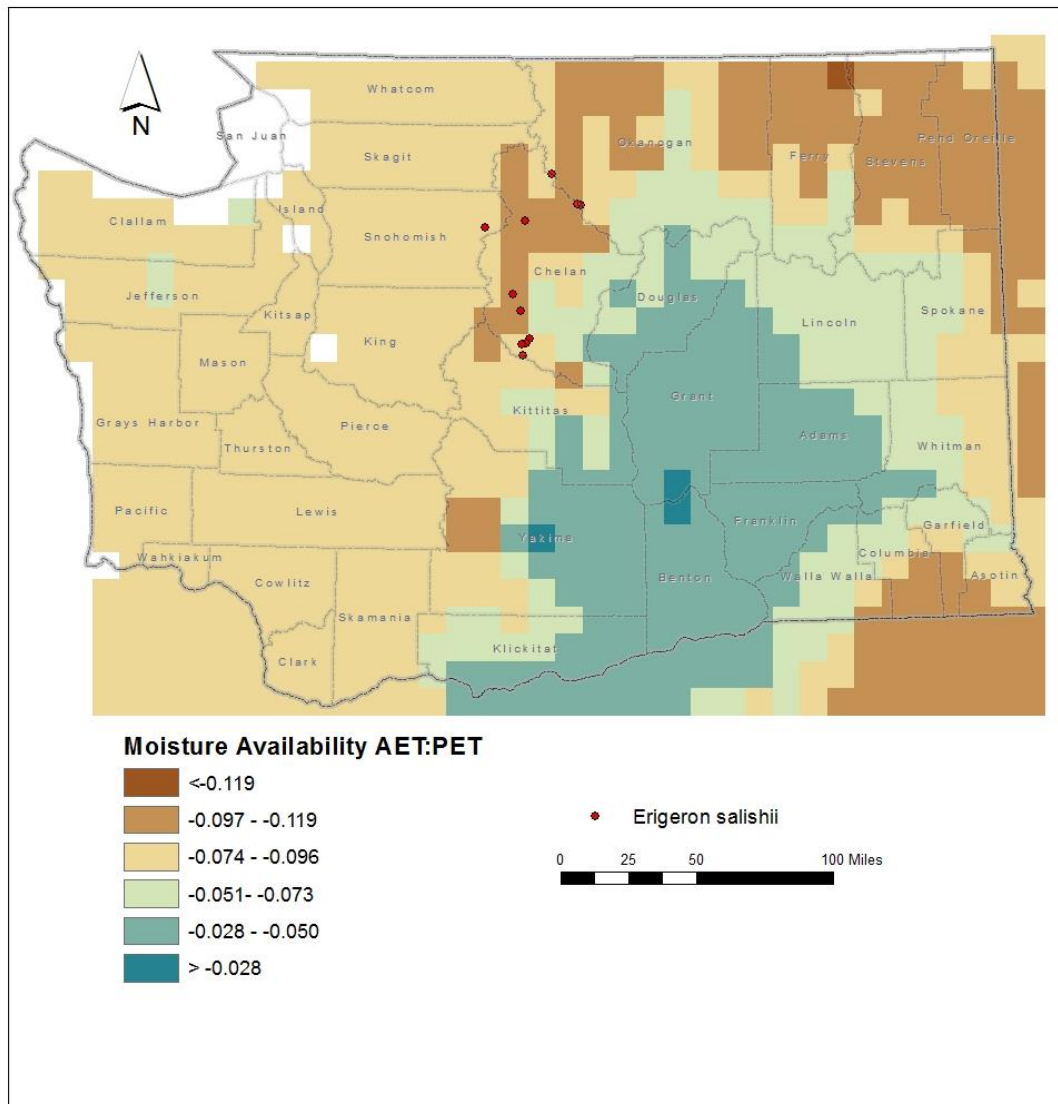 N
Whatcom
San Juan
Skagit
Okanogan
Ferry
Stevens
Pend Oreille
Island
Clallam
Snohomish
Chelan
Jefferson
Kitsap
Douglas
Lincoln
Spokane
Mason
King
Grant
Kittitas
Grays Harbor
Pierce
Adams
Whitman
Thurston
Pacific
Lewis
Yakima
Franklin
Garfield
Wahkiakum
Columbia
Cowlitz
Benton
Walla Walla
Asotin
Skamania
Klickitat
Clark
Moisture Availability AET:PET
<-0.119
-0.097 - -0.119
-0.074 - -0.096
-0.051- -0.073
-0.028 - -0.050
> -0.028
Erigeron salishii
0 25 50 100 Miles